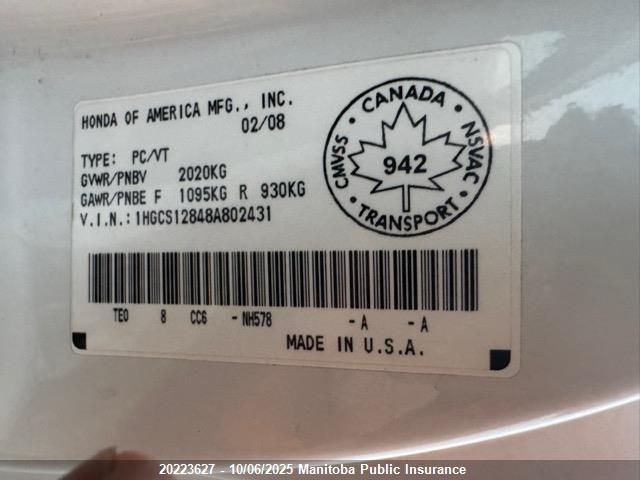 HONDA OF AMERICA MFG., INC.
02/08
TYPE: PC/VT
GVWR/PNBV 2020KG
GAWR/PNBE F 1095KG R 930KG
V.I.N.: 1HGCS12848A802431
CANADA
CMVSS
NSVAC
942
TRANSPORT
TE0 8 CC6 - NH578 - A - A
MADE IN U.S.A.
20223627 - 10/06/2025 Manitoba Public Insurance